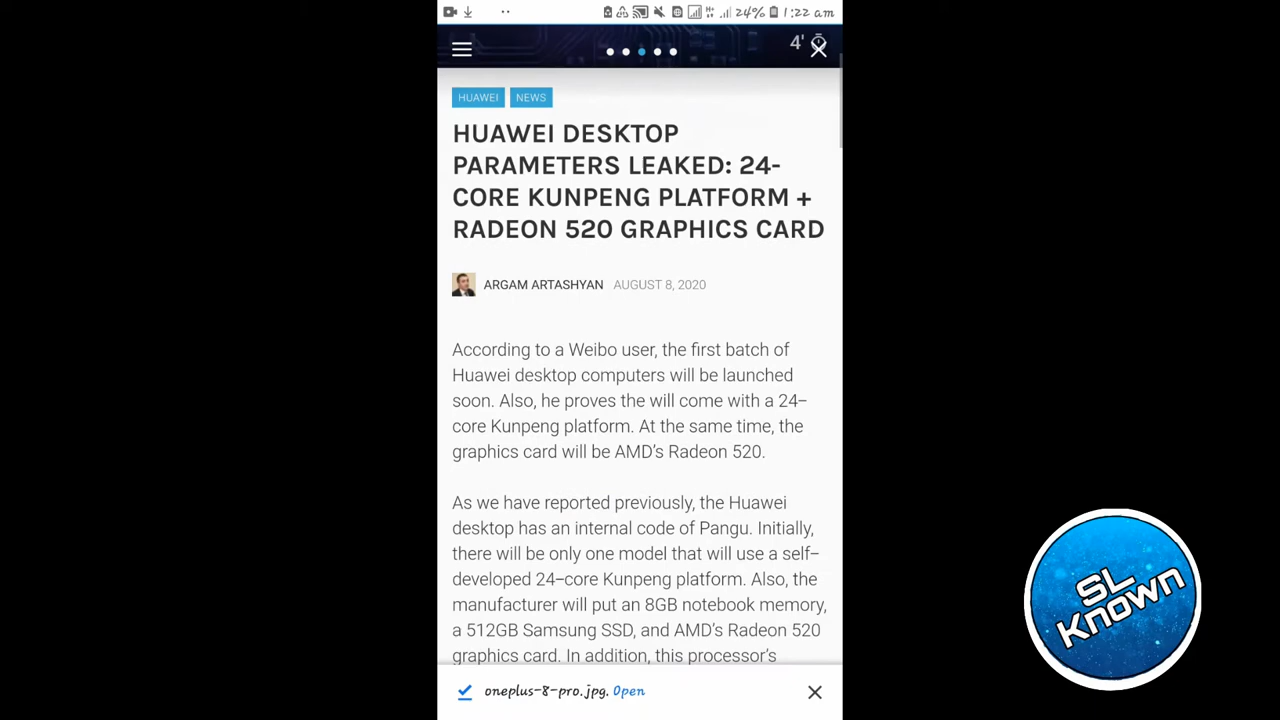 24% 1:22 am
4'
HUAWEI NEWS
HUAWEI DESKTOP
PARAMETERS LEAKED: 24-
CORE KUNPENG PLATFORM +
RADEON 520 GRAPHICS CARD
ARGAM ARTASHYAN AUGUST 8, 2020
According to a Weibo user, the first batch of
Huawei desktop computers will be launched
soon. Also, he proves the will come with a 24–
core Kunpeng platform. At the same time, the
graphics card will be AMD’s Radeon 520.
As we have reported previously, the Huawei
desktop has an internal code of Pangu. Initially,
there will be only one model that will use a self–
developed 24–core Kunpeng platform. Also, the
manufacturer will put an 8GB notebook memory,
a 512GB Samsung SSD, and AMD’s Radeon 520
graphics card. In addition, this processor’s
oneplus-8-pro.jpg. Open
SL
Known